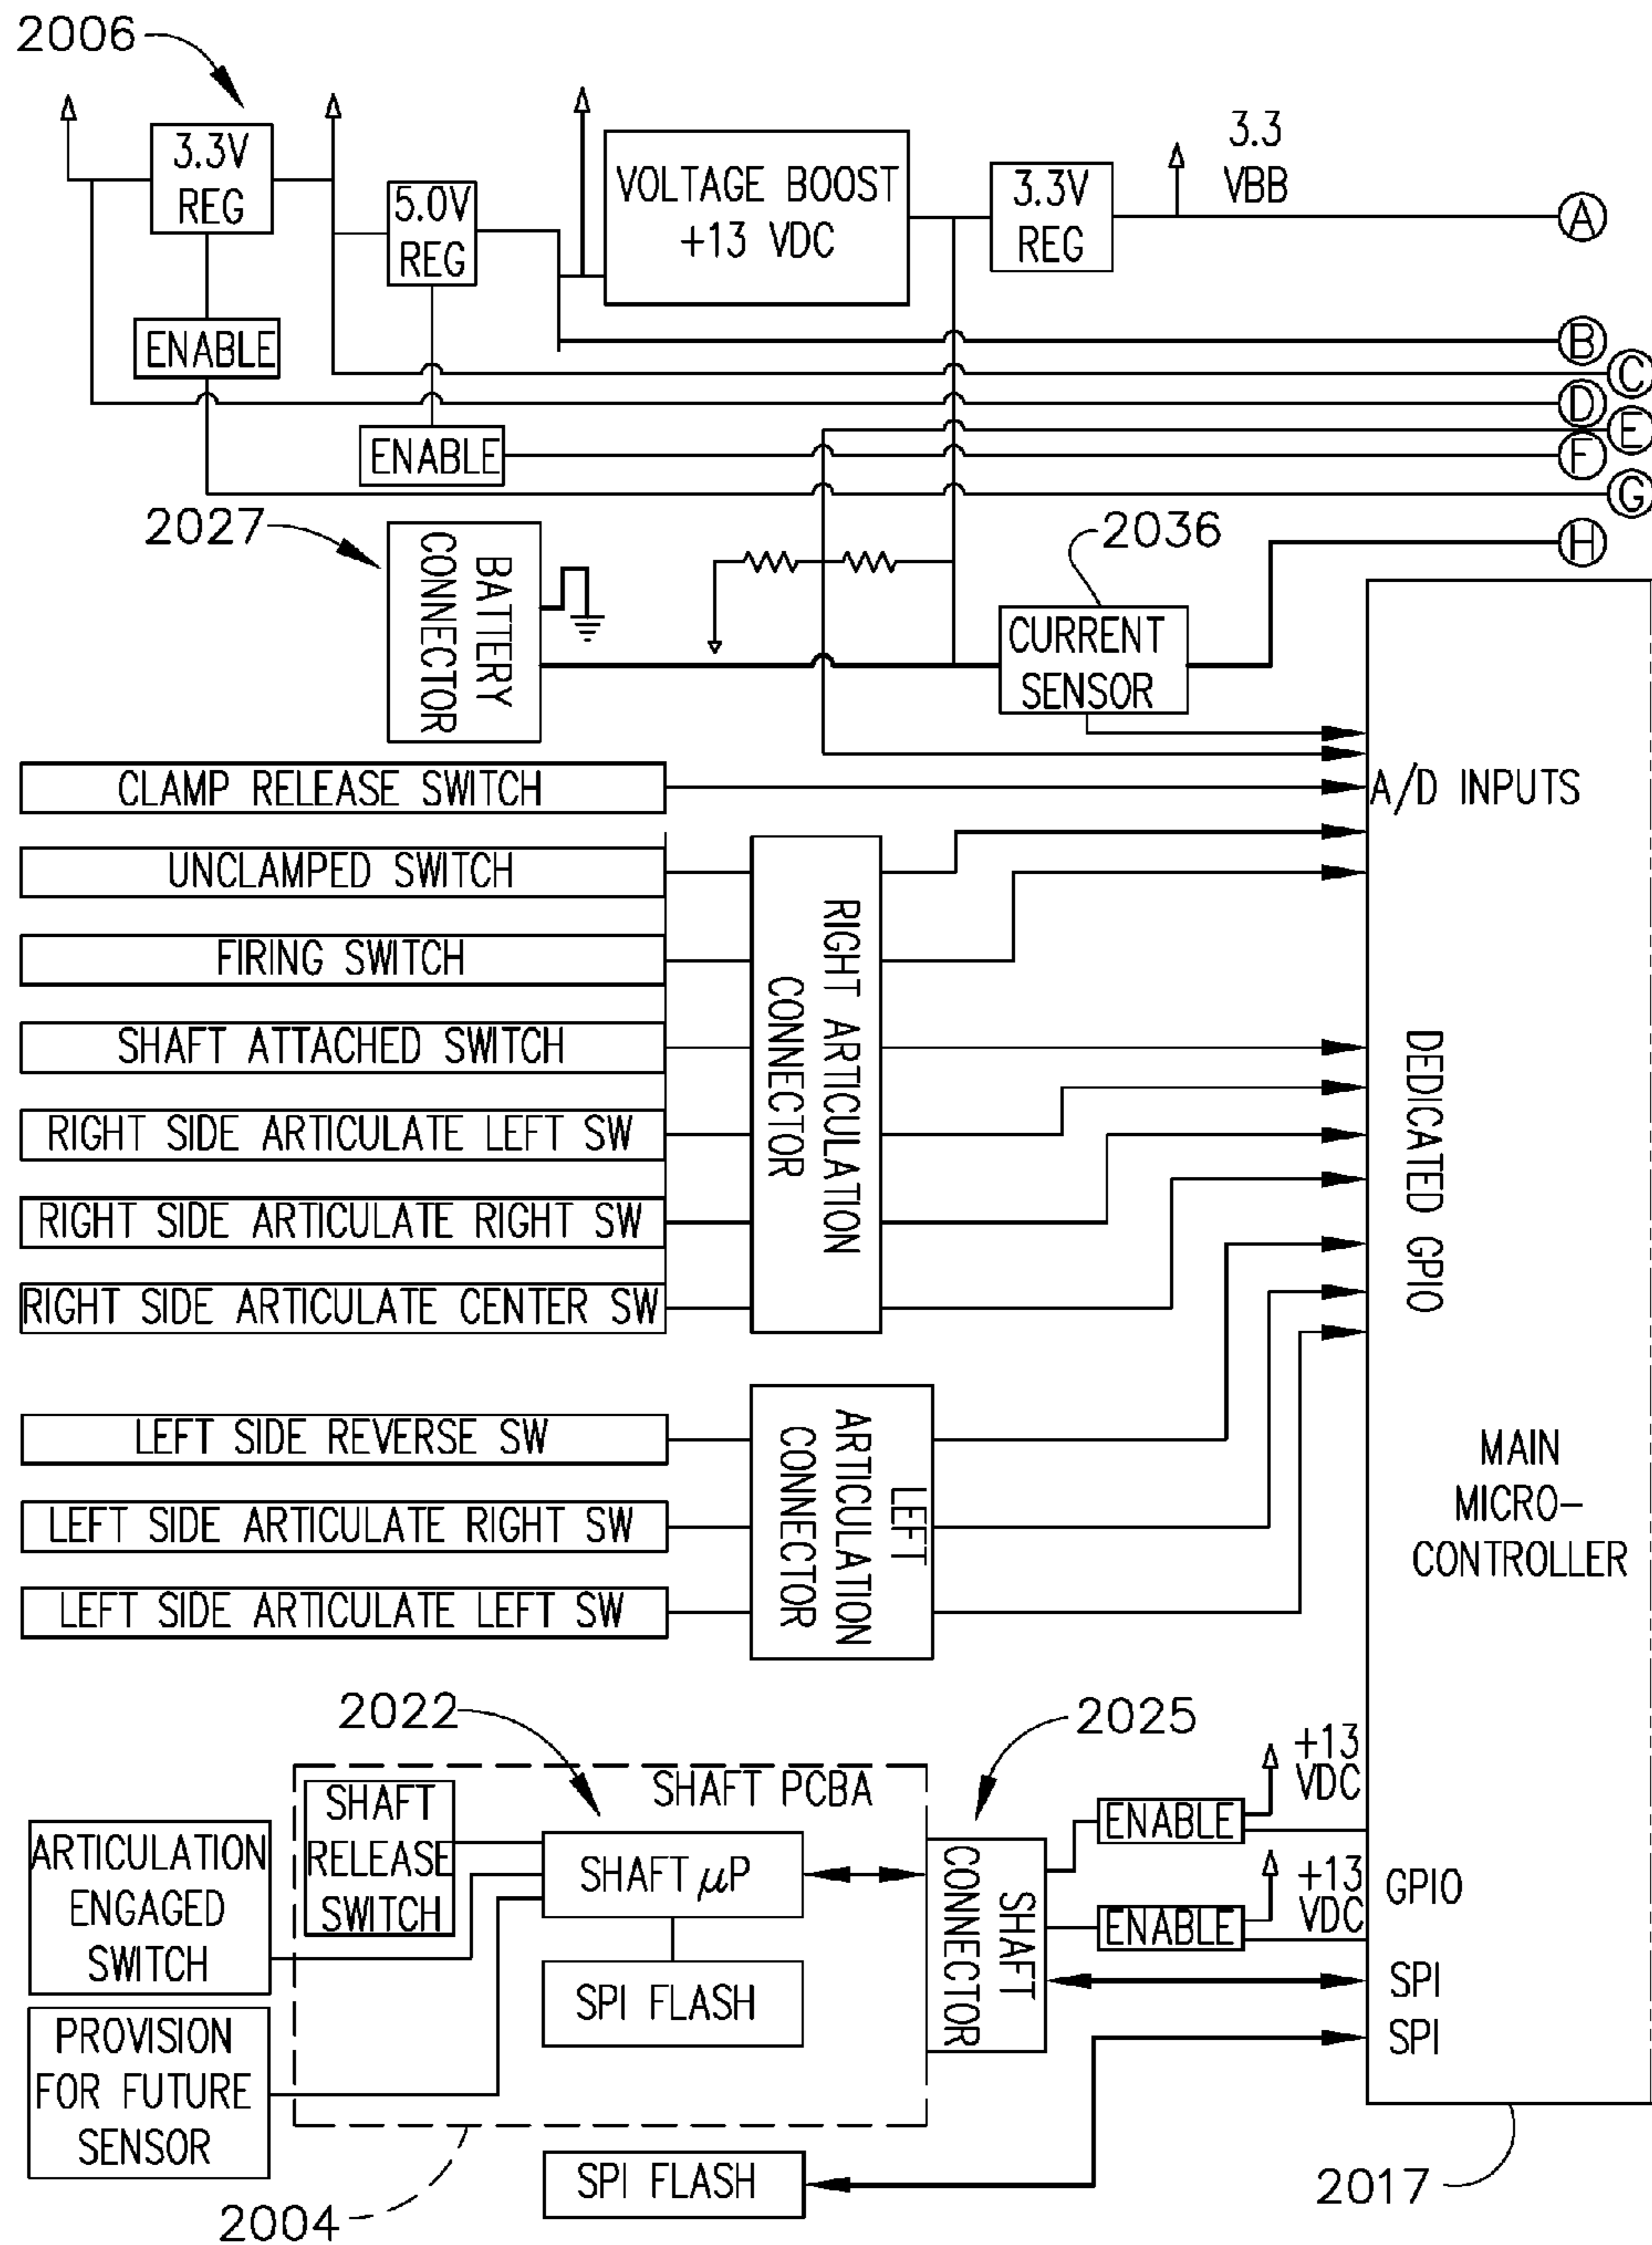 2006
3.3V
REG
5.0V
REG
VOLTAGE BOOST
+13 VDC
3.3V
REG
3.3
VBB
A
ENABLE
B
C
D
E
ENABLE
F
G
2027
2036
H
BATTERY
CONNECTOR
CURRENT
SENSOR
CLAMP RELEASE SWITCH
A/D INPUTS
UNCLAMPED SWITCH
FIRING SWITCH
SHAFT ATTACHED SWITCH
RIGHT SIDE ARTICULATE LEFT SW
RIGHT SIDE ARTICULATE RIGHT SW
RIGHT SIDE ARTICULATE CENTER SW
RIGHT ARTICULATION
CONNECTOR
DEDICATED GPIO
LEFT SIDE REVERSE SW
LEFT SIDE ARTICULATE RIGHT SW
LEFT SIDE ARTICULATE LEFT SW
LEFT
ARTICULATION
CONNECTOR
MAIN
MICRO-
CONTROLLER
2022
2025
SHAFT PCBA
SHAFT
RELEASE
SWITCH
ARTICULATION
ENGAGED
SWITCH
SHAFT μP
SPI FLASH
SHAFT
CONNECTOR
ENABLE
+13
VDC
ENABLE
+13
VDC
GPIO
SPI
SPI
PROVISION
FOR FUTURE
SENSOR
SPI FLASH
2004
2017